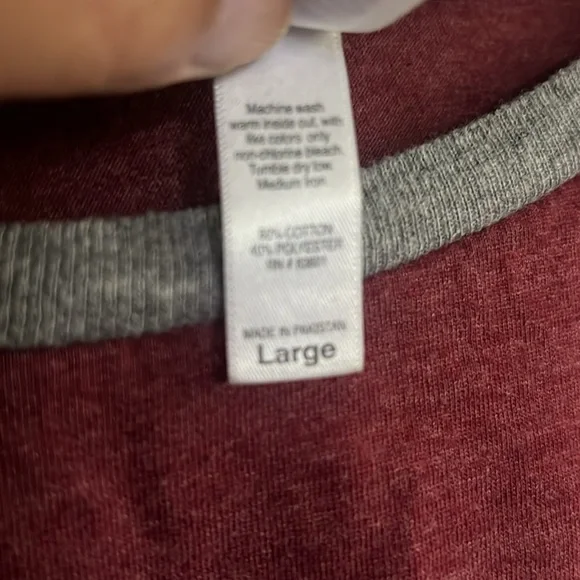 Machine wash
warm inside out, with
like colors only
non-chlorine bleach.
Tumble dry low.
Medium Iron.
COTTON
40% POLYESTER
RN #
MADE IN PAKISTAN
Large